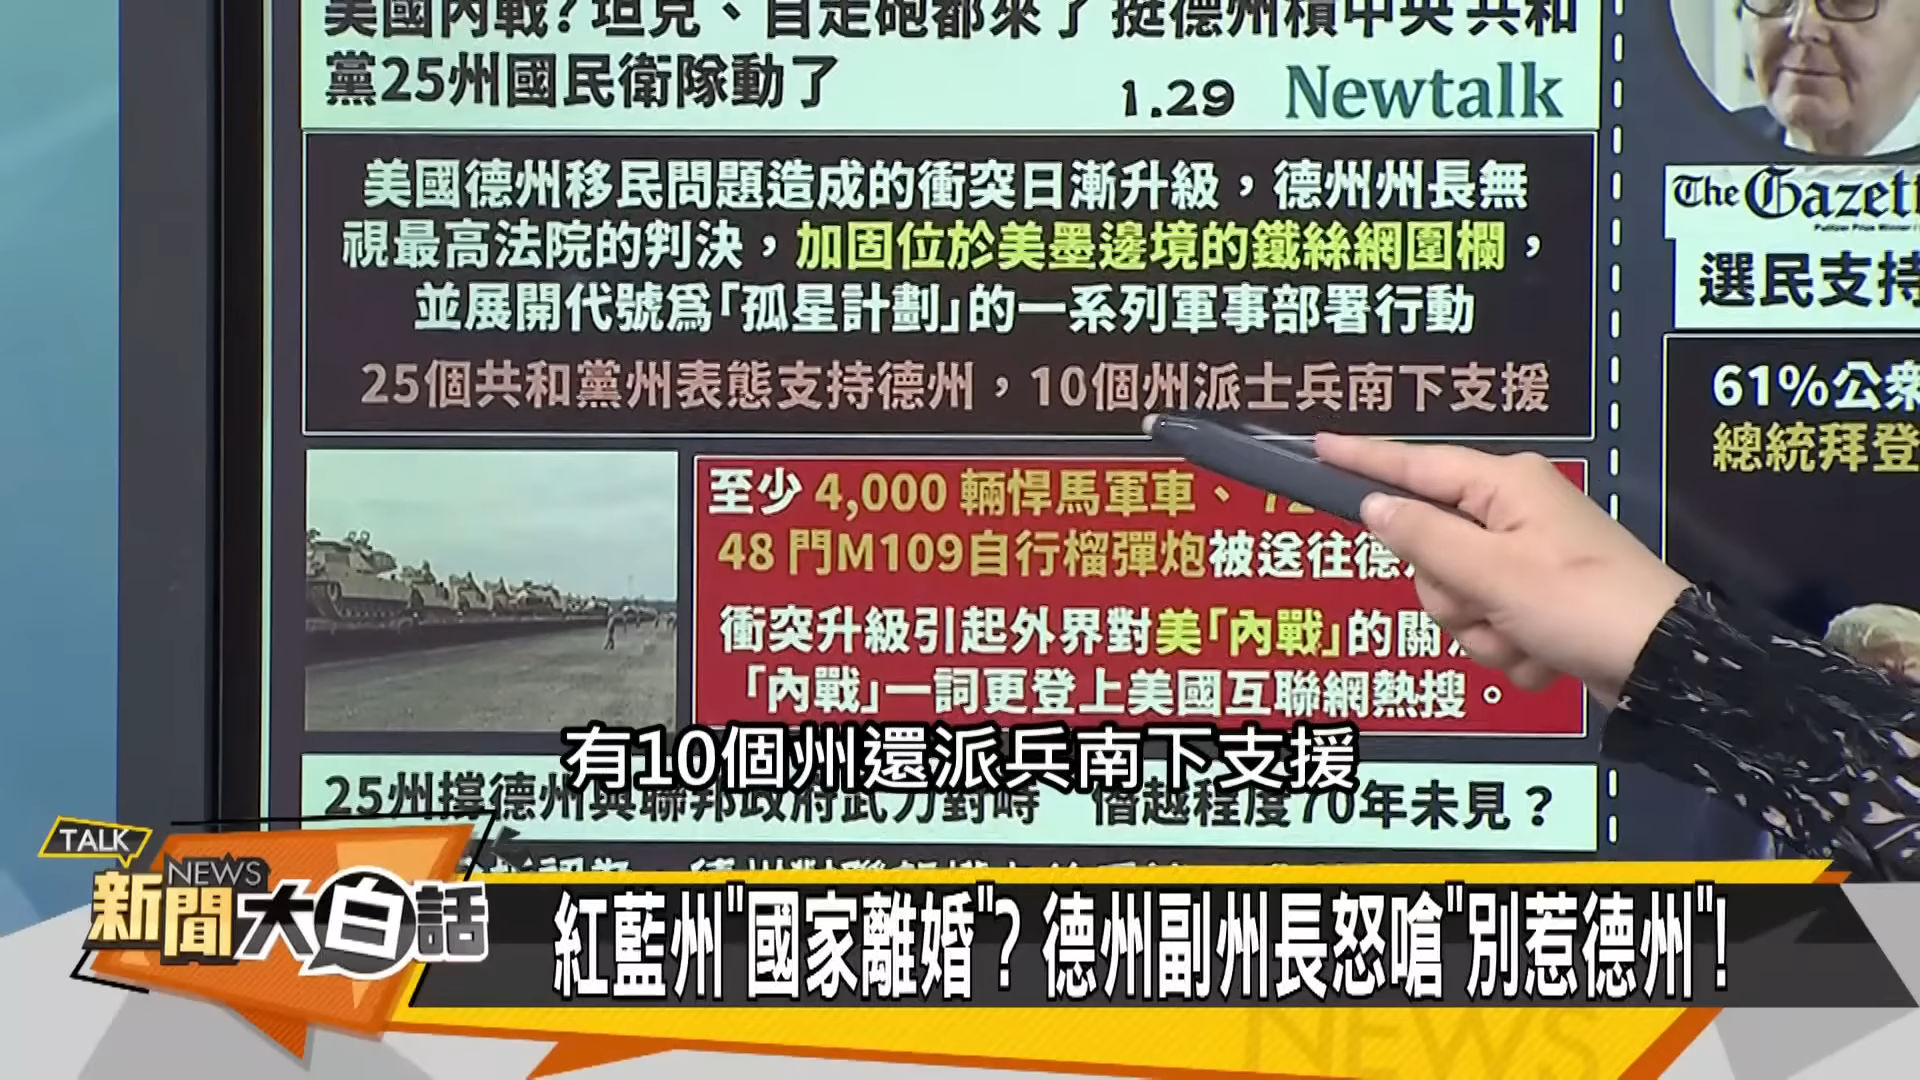 美國內戰?坦克、自走砲都來了 挺德州槓中央 共和
黨25州國民衛隊動了
1.29 Newtalk
美國德州移民問題造成的衝突日漸升級，德州州長無
視最高法院的判決，加固位於美墨邊境的鐵絲網圍欄，
並展開代號爲「孤星計劃」的一系列軍事部署行動
25個共和黨州表態支持德州，10個州派士兵南下支援
至少 4,000 輛悍馬軍車、
48 門M109自行榴彈炮被送往德
衝突升級引起外界對美「內戰」的關
「內戰」一詞更登上美國互聯網熱搜。
25州撐德州與聯邦政府武力對峙 僭越程度70年未見？
The Gazett
選民支持
61%公衆
總統拜登
有10個州還派兵南下支援
TALK
NEWS
新聞大白話
紅藍州"國家離婚"? 德州副州長怒嗆"別惹德州"!
NEWS